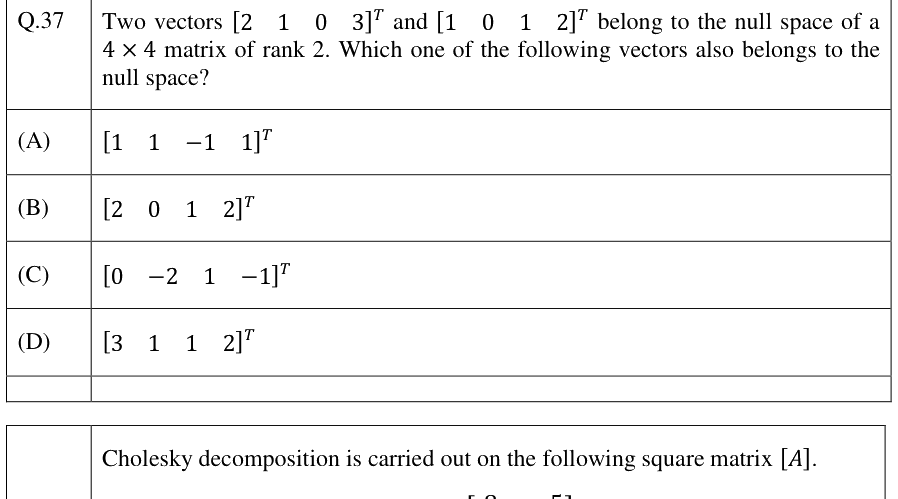 Q.37 Two vectors [2 1 0 3]ᵀ and [1 0 1 2]ᵀ belong to the null space of a
4 × 4 matrix of rank 2. Which one of the following vectors also belongs to the
null space?
(A) [1 1 −1 1]ᵀ
(B) [2 0 1 2]ᵀ
(C) [0 −2 1 −1]ᵀ
(D) [3 1 1 2]ᵀ
Cholesky decomposition is carried out on the following square matrix [A].